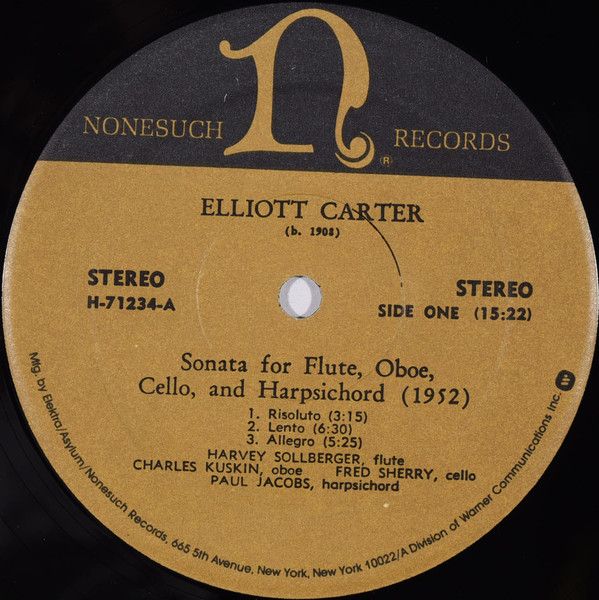 n
NONESUCH RECORDS
(R)
ELLIOTT CARTER
(b. 1908)
STEREO
H-71234-A
STEREO
SIDE ONE (15:22)
Sonata for Flute, Oboe,
Cello, and Harpsichord (1952)
1. Risoluto (3:15)
2. Lento (6:30)
3. Allegro (5:25)
HARVEY SOLLBERGER, flute
CHARLES KUSKIN, oboe FRED SHERRY, cello
PAUL JACOBS, harpsichord
Mfg. by Elektra/Asylum/Nonesuch Records, 665 5th Avenue, New York, New York 10022/A Division of Warner Communications Inc.